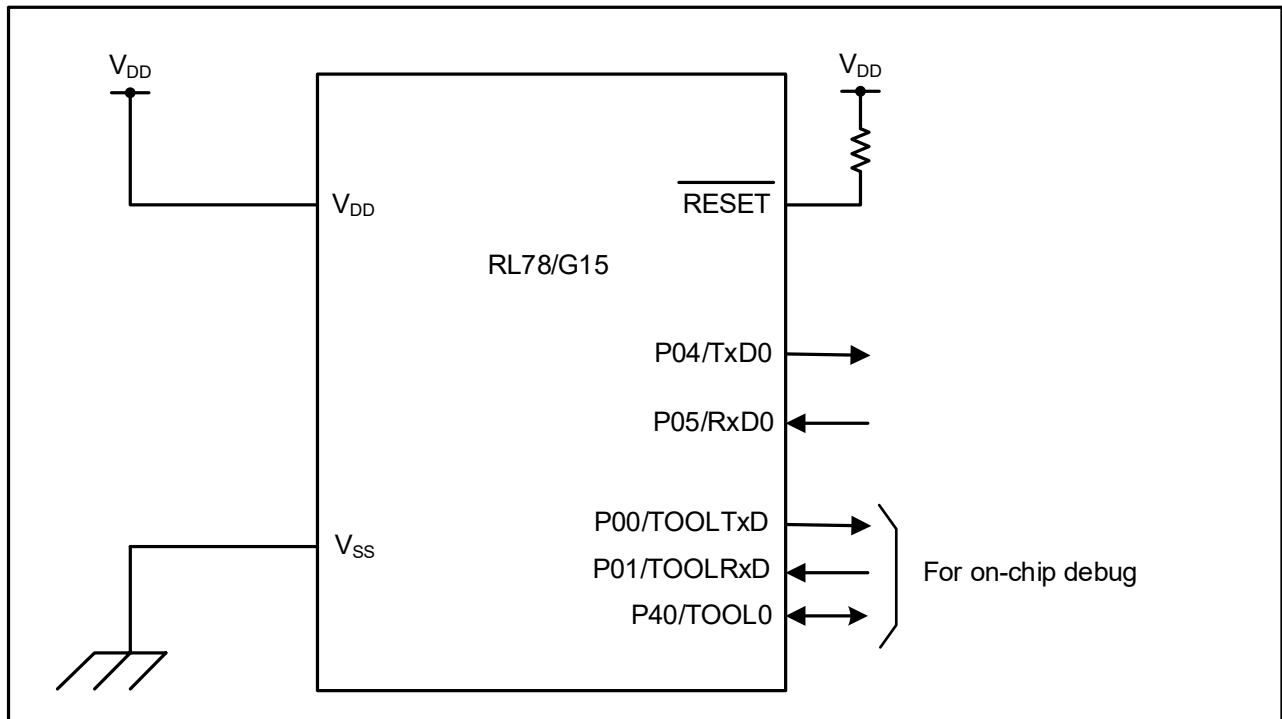 VDD
VDD
VDD
RESET
RL78/G15
P04/TxD0
P05/RxD0
P00/TOOLTxD
VSS
P01/TOOLRxD
For on-chip debug
P40/TOOL0